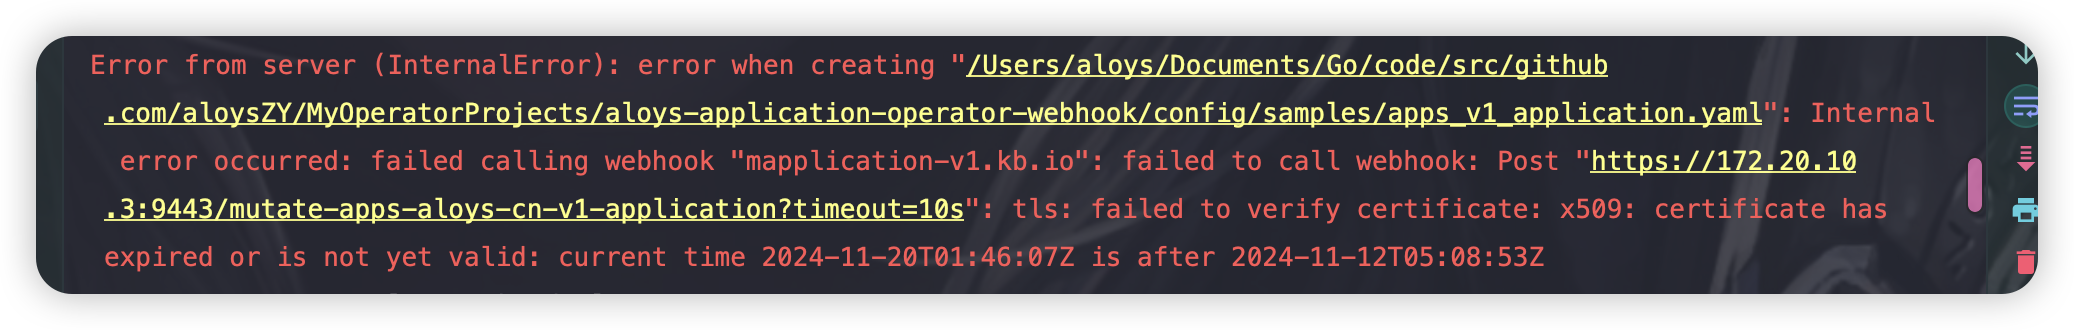 Error from server (InternalError): error when creating "/Users/aloys/Documents/Go/code/src/github
.com/aloysZY/MyOperatorProjects/aloys-application-operator-webhook/config/samples/apps_v1_application.yaml": Internal
error occurred: failed calling webhook "mapplication-v1.kb.io": failed to call webhook: Post "https://172.20.10
.3:9443/mutate-apps-aloys-cn-v1-application?timeout=10s": tls: failed to verify certificate: x509: certificate has
expired or is not yet valid: current time 2024-11-20T01:46:07Z is after 2024-11-12T05:08:53Z